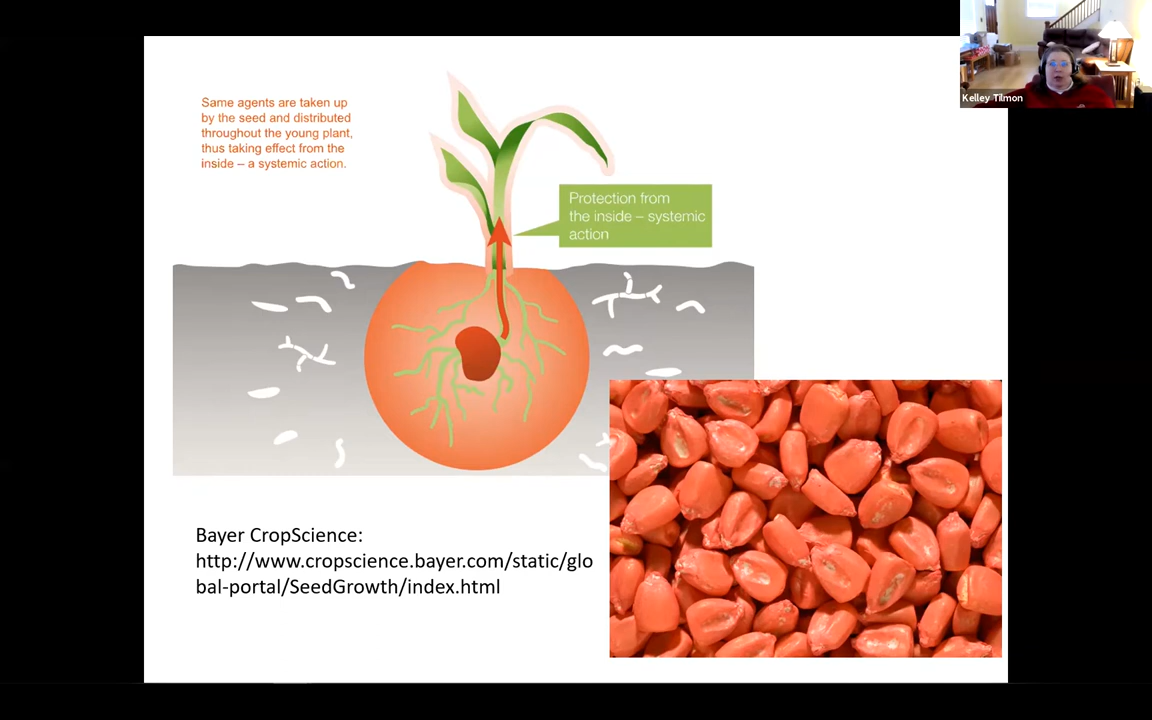 Kelley Tilmon
Same agents are taken up
by the seed and distributed
throughout the young plant,
thus taking effect from the
inside – a systemic action.
Protection from
the inside – systemic
action
Bayer CropScience:
http://www.cropscience.bayer.com/static/glo
bal-portal/SeedGrowth/index.html